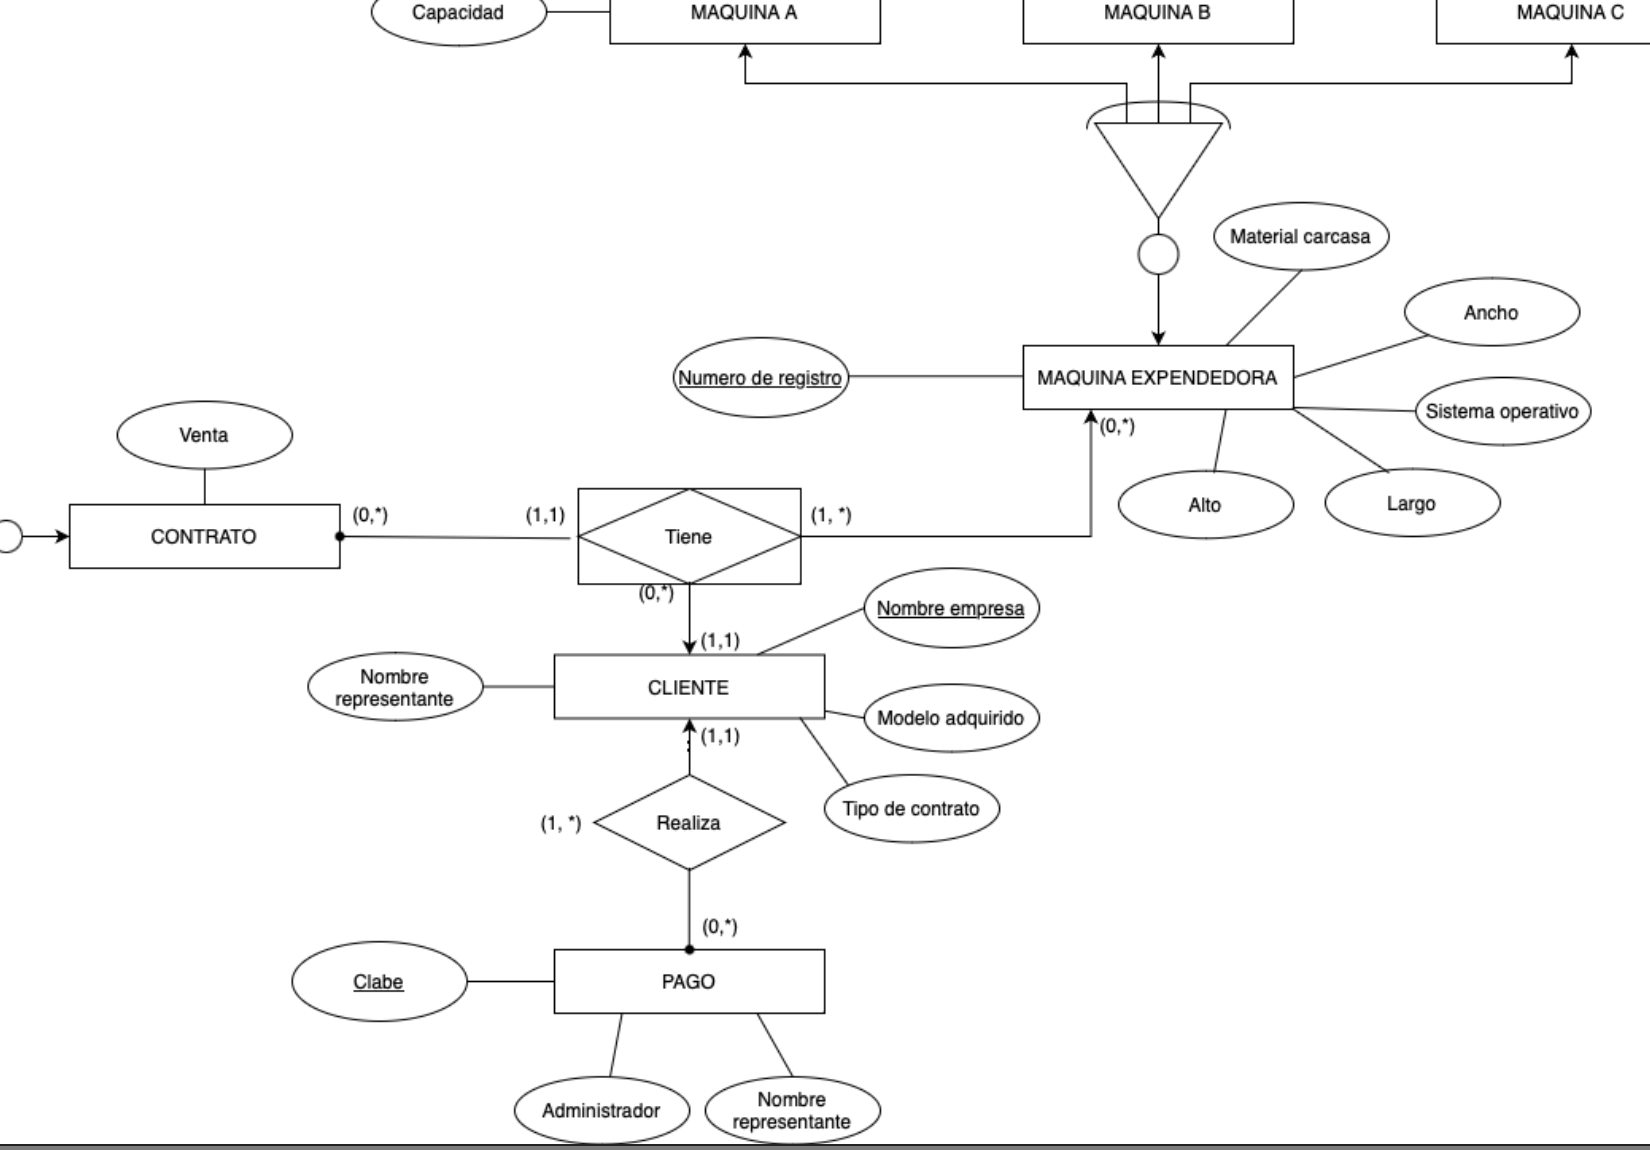 Capacidad
MAQUINA A
MAQUINA B
MAQUINA C
Material carcasa
Ancho
Numero de registro
MAQUINA EXPENDEDORA
Sistema operativo
(0,*)
Venta
Alto
Largo
CONTRATO
(0,*)
(1,1)
Tiene
(1, *)
(0,*)
Nombre empresa
(1,1)
Nombre
representante
CLIENTE
Modelo adquirido
(1,1)
Tipo de contrato
(1, *)
Realiza
(0,*)
Clabe
PAGO
Administrador
Nombre
representante